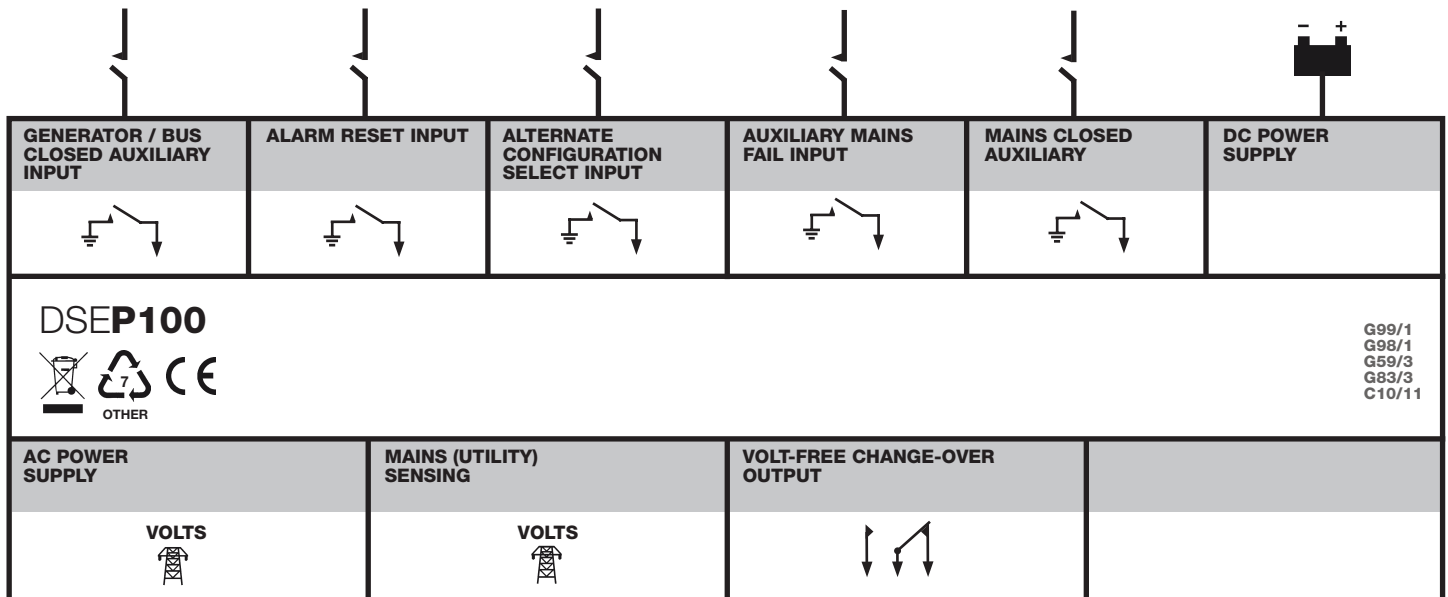 - +
GENERATOR / BUS
CLOSED AUXILIARY
INPUT
ALARM RESET INPUT
ALTERNATE
CONFIGURATION
SELECT INPUT
AUXILIARY MAINS
FAIL INPUT
MAINS CLOSED
AUXILIARY
DC POWER
SUPPLY
DSEP100
7
OTHER
CE
G99/1
G98/1
G59/3
G83/3
C10/11
AC POWER
SUPPLY
VOLTS
MAINS (UTILITY)
SENSING
VOLTS
VOLT-FREE CHANGE-OVER
OUTPUT